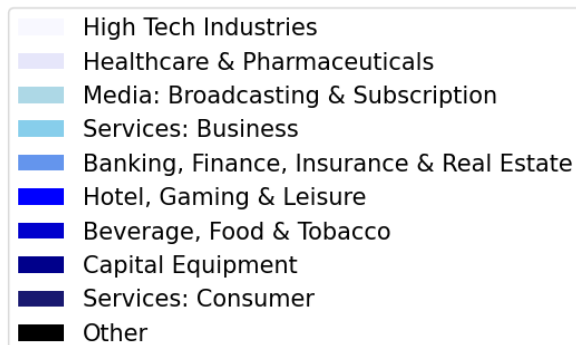 High Tech Industries
Healthcare & Pharmaceuticals
Media: Broadcasting & Subscription
Services: Business
Banking, Finance, Insurance & Real Estate
Hotel, Gaming & Leisure
Beverage, Food & Tobacco
Capital Equipment
Services: Consumer
Other